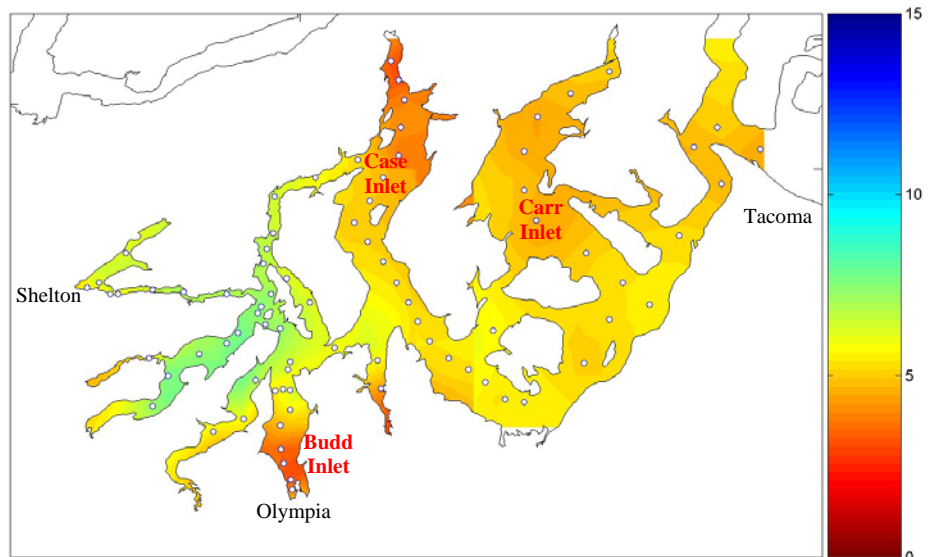 15
Case
Inlet
10
Carr
Inlet
Tacoma
Shelton
5
Budd
Inlet
Olympia
0